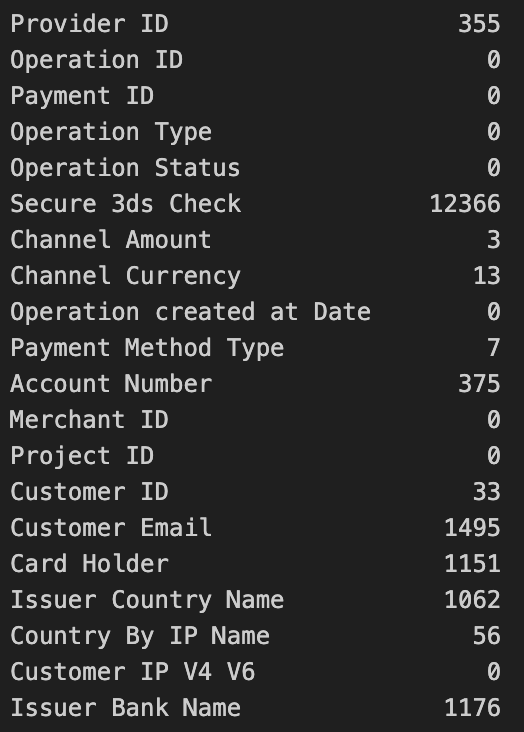 Provider ID 355
Operation ID 0
Payment ID 0
Operation Type 0
Operation Status 0
Secure 3ds Check 12366
Channel Amount 3
Channel Currency 13
Operation created at Date 0
Payment Method Type 7
Account Number 375
Merchant ID 0
Project ID 0
Customer ID 33
Customer Email 1495
Card Holder 1151
Issuer Country Name 1062
Country By IP Name 56
Customer IP V4 V6 0
Issuer Bank Name 1176